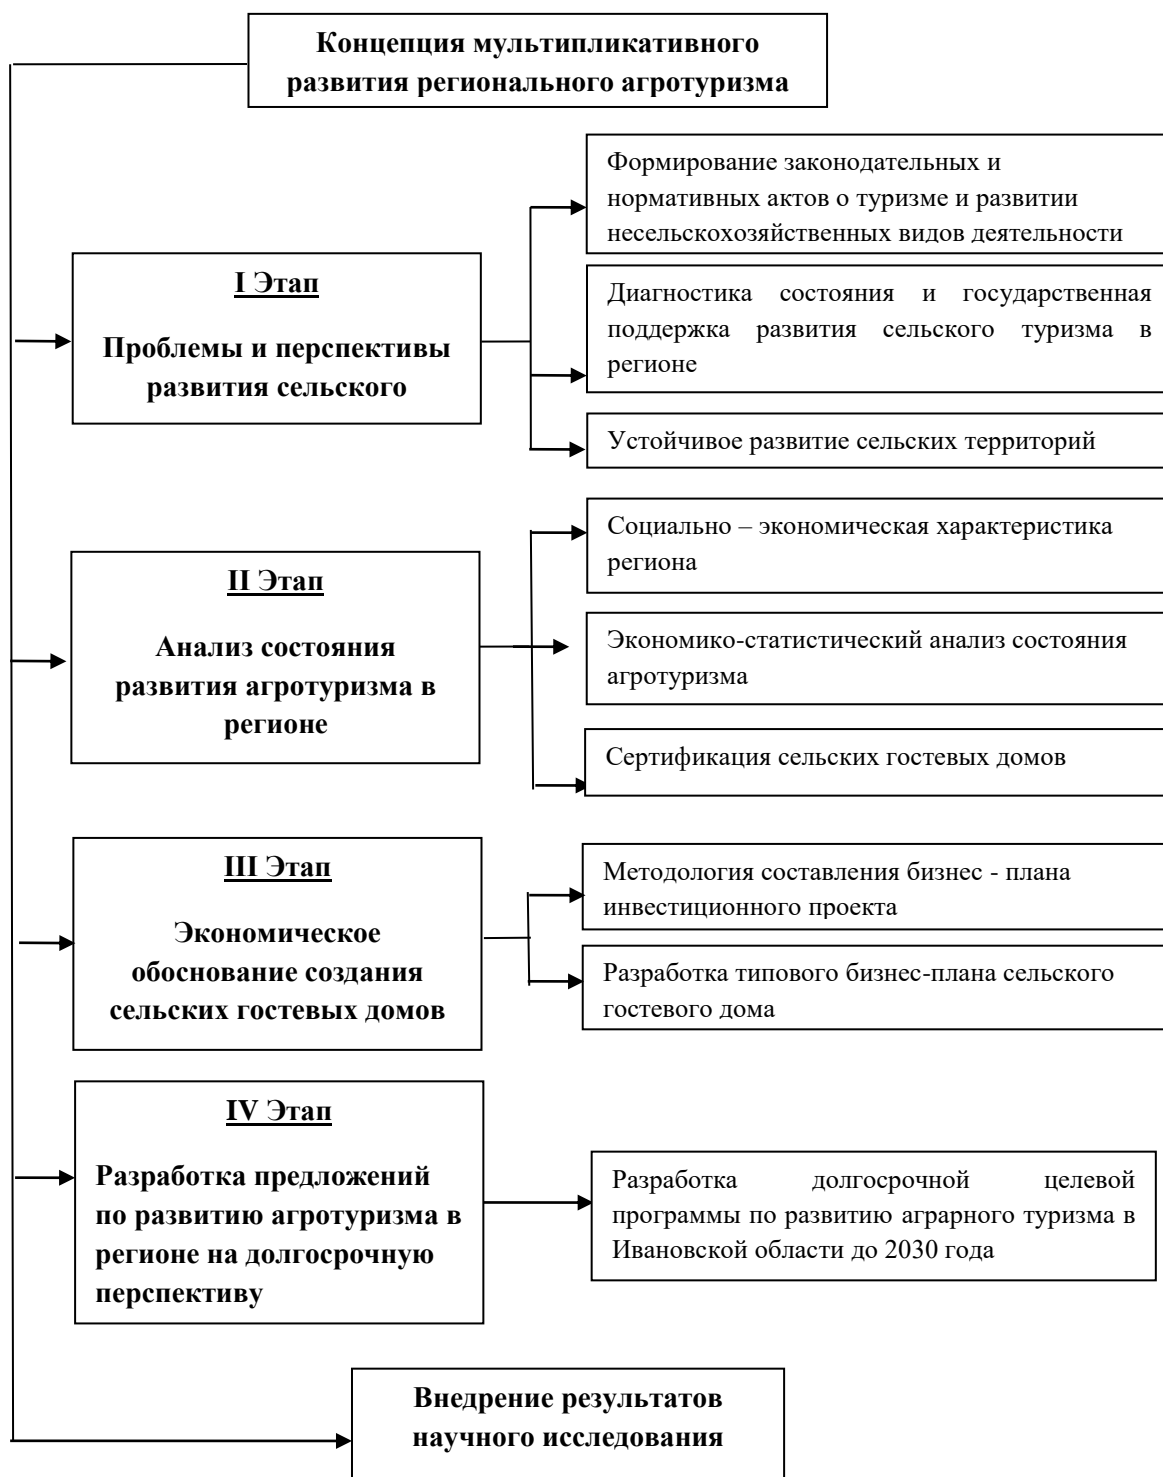 Концепция мультипликативного
развития регионального агротуризма
I Этап
Проблемы и перспективы
развития сельского
Формирование законодательных и
нормативных актов о туризме и развитии
несельскохозяйственных видов деятельности
Диагностика состояния и государственная
поддержка развития сельского туризма в
регионе
Устойчивое развитие сельских территорий
II Этап
Анализ состояния
развития агротуризма в
регионе
Социально – экономическая характеристика
региона
Экономико-статистический анализ состояния
агротуризма
Сертификация сельских гостевых домов
III Этап
Экономическое
обоснование создания
сельских гостевых домов
Методология составления бизнес - плана
инвестиционного проекта
Разработка типового бизнес-плана сельского
гостевого дома
IV Этап
Разработка предложений
по развитию агротуризма в
регионе на долгосрочную
перспективу
Разработка долгосрочной целевой
программы по развитию аграрного туризма в
Ивановской области до 2030 года
Внедрение результатов
научного исследования